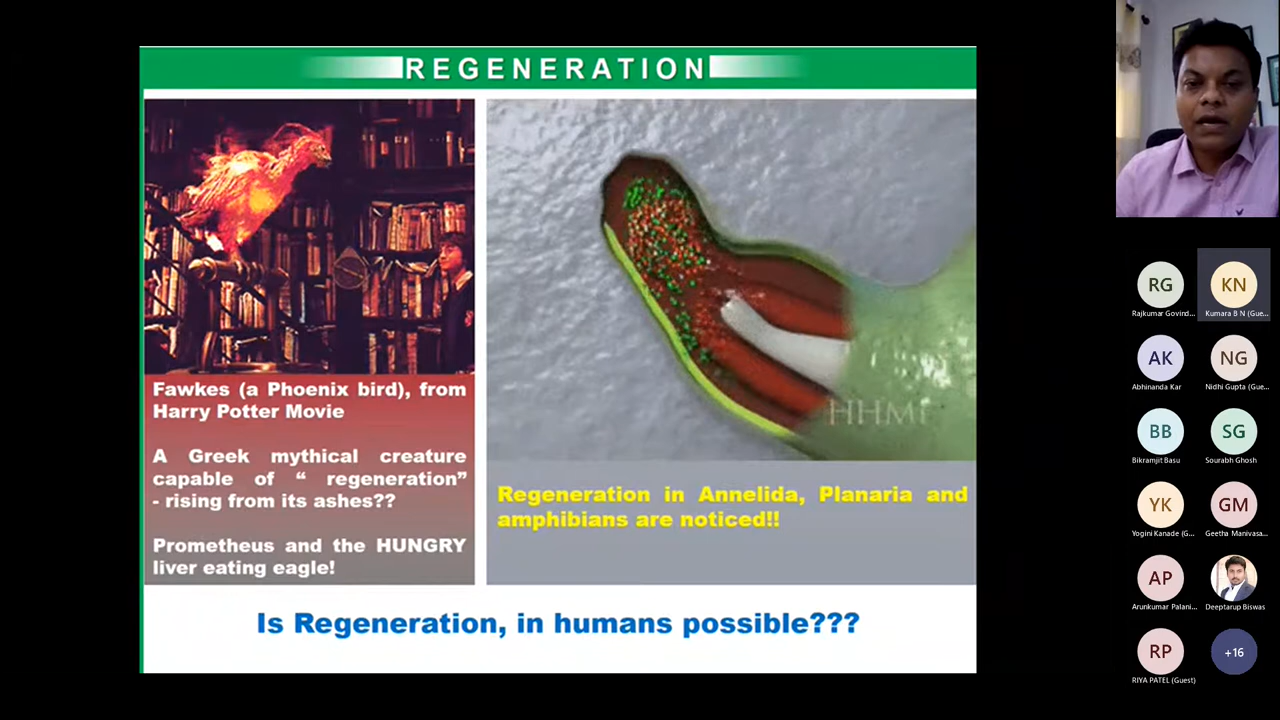 REGENERATION
Fawkes (a Phoenix bird), from
Harry Potter Movie
A Greek mythical creature
capable of “ regeneration”
- rising from its ashes??
Prometheus and the HUNGRY
liver eating eagle!
HHMI
Regeneration in Annelida, Planaria and
amphibians are noticed!!
Is Regeneration, in humans possible???
RG
Rajkumar Govind...
KN
Kumara B N (Gue...
AK
Abhinanda Kar
NG
Nidhi Gupta (Gue...
BB
Bikramjit Basu
SG
Sourabh Ghosh
YK
Yogini Kanade (G...
GM
Geetha Manivasa...
AP
Arunkumar Palani...
Deeptarup Biswas
RP
RIYA PATEL (Guest)
+16